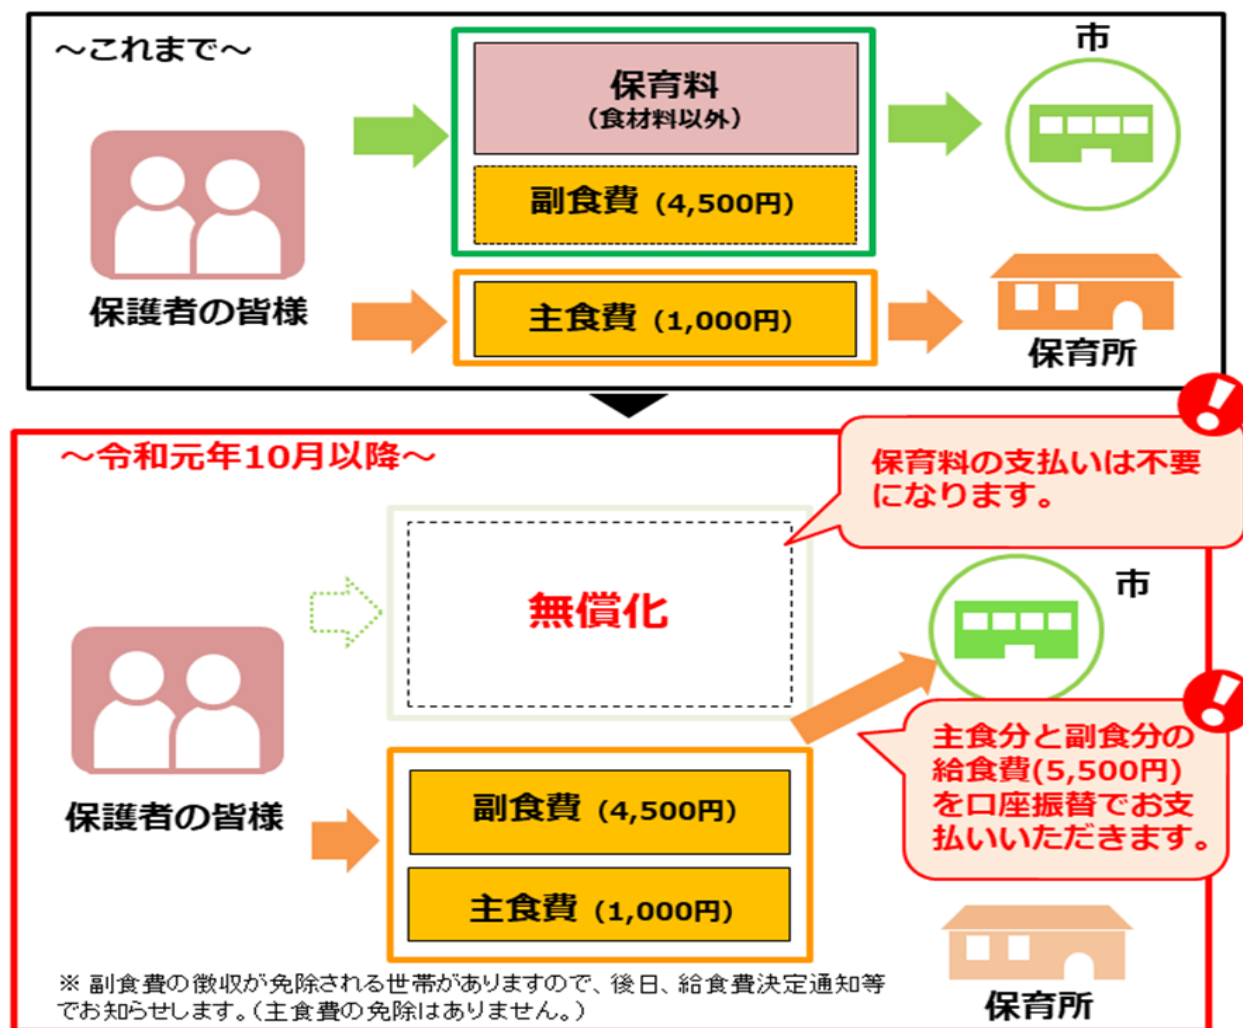 ~これまで~
市
保育料
(食材料以外)
副食費 (4,500円)
保護者の皆様
主食費 (1,000円)
保育所
~令和元年10月以降~
保育料の支払いは不要
になります。
無償化
市
主食分と副食分の
給食費(5,500円)
を口座振替でお支
払いいただきます。
保護者の皆様
副食費 (4,500円)
主食費 (1,000円)
※ 副食費の徴収が免除される世帯がありますので、後日、給食費決定通知等
でお知らせします。(主食費の免除はありません。)
保育所